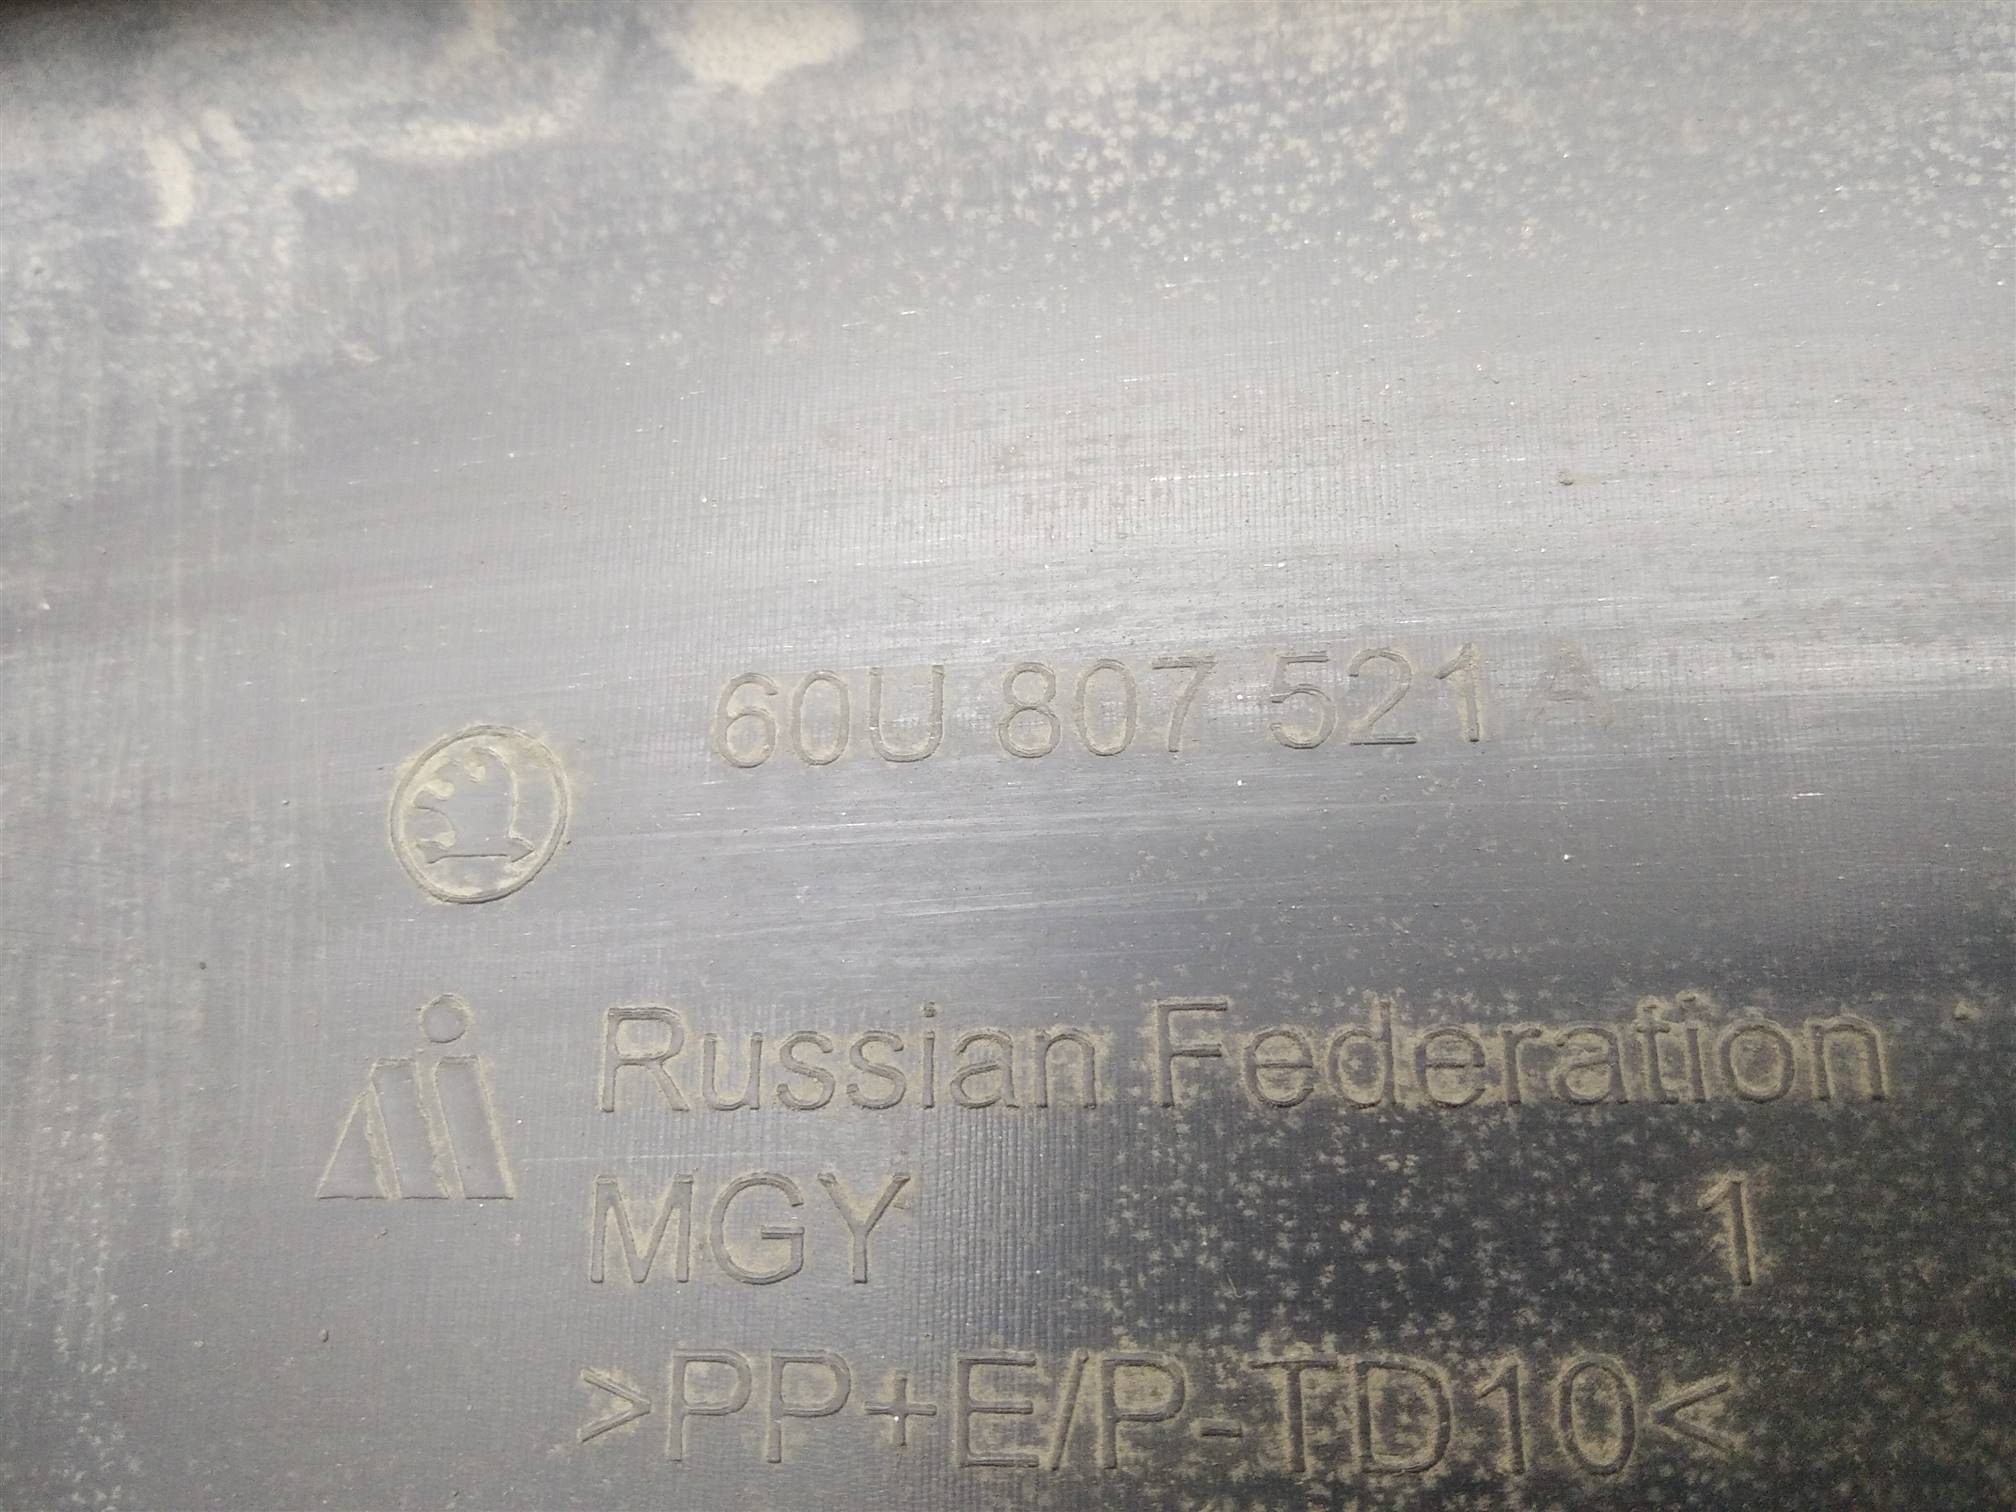 60U 807 521 A
Russian Federation
MGY 1
>PP+E/P-TD10<